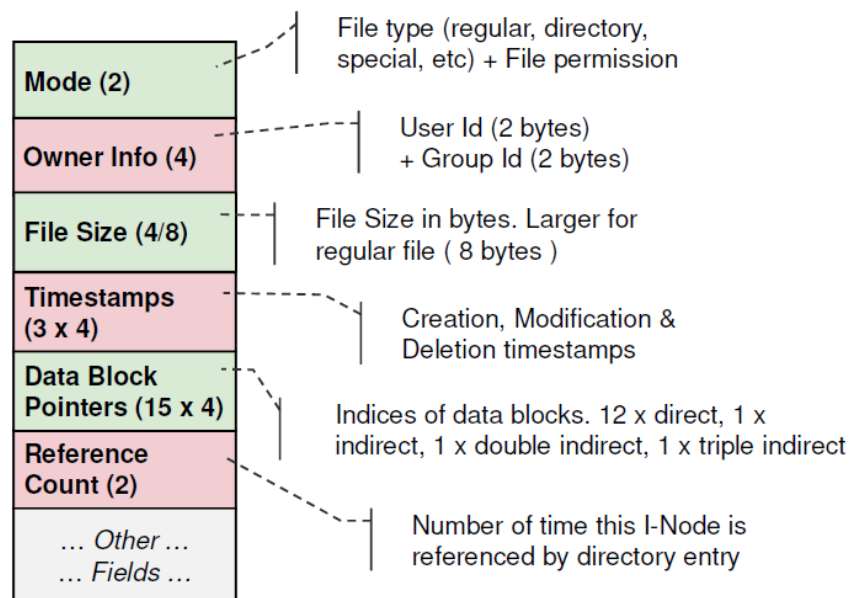 File type (regular, directory,
special, etc) + File permission
Mode (2)
User Id (2 bytes)
+ Group Id (2 bytes)
Owner Info (4)
File Size (4/8)
File Size in bytes. Larger for
regular file ( 8 bytes )
Timestamps
(3 x 4)
Creation, Modification &
Deletion timestamps
Data Block
Pointers (15 x 4)
Indices of data blocks. 12 x direct, 1 x
indirect, 1 x double indirect, 1 x triple indirect
Reference
Count (2)
Number of time this I-Node is
referenced by directory entry
... Other ...
... Fields ...